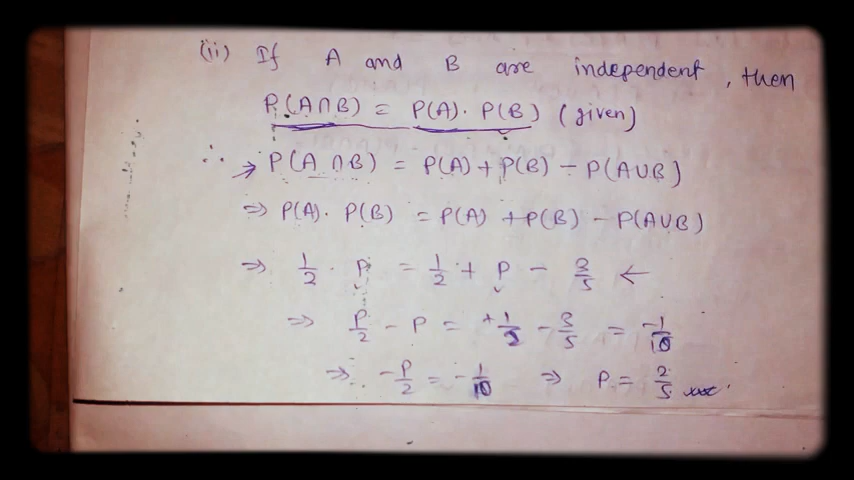 (ii) If A and B are independent, then
P(A∩B) = P(A). P(B) (given)
∴ → P(A∩B) = P(A) + P(B) - P(A∪B)
⇒ P(A). P(B) = P(A) + P(B) - P(A∪B)
⇒ 1/2 . P = 1/2 + P - 3/5 ←
⇒ P/2 - P = +1/2 - 3/5 = -1/10
⇒ -P/2 = -1/10 ⇒ P = 2/5